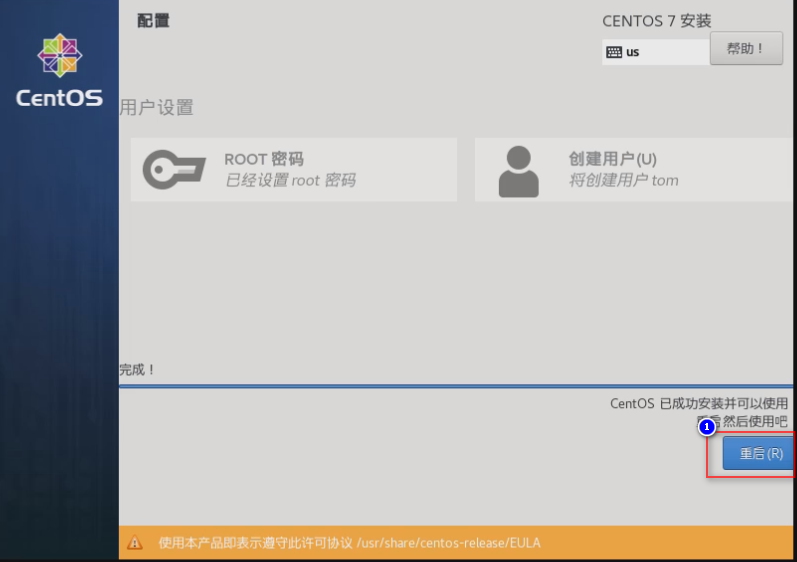 配置
CENTOS 7 安装
us
帮助！
CentOS
用户设置
ROOT 密码
已经设置 root 密码
创建用户(U)
将创建用户 tom
完成！
CentOS 已成功安装并可以使用
重启然后使用吧
1
重启(R)
使用本产品即表示遵守此许可协议 /usr/share/centos-release/EULA